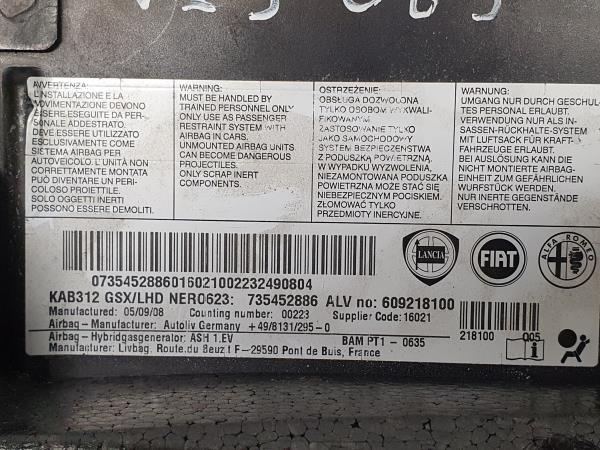 AVVERTENZA:
L'INSTALLAZIONE E LA
MOVIMENTAZIONE DEVONO
ESSERE ESEGUITE DA PER-
SONALE ADDESTRATO.
DEVE ESSERE UTILIZZATO
ESCLUSIVAMENTE COME
SISTEMA AIRBAG PER
AUTOVEICOLI. L'UNITÀ NON
CORRETTAMENTE MONTATA
PUÒ DIVENTARE UN PERI-
COLOSO PROIETTILE.
SOLO OGGETTI INERTI
POSSONO ESSERE DEMOLITI.
WARNING:
MUST BE HANDLED BY
TRAINED PERSONNEL ONLY
ONLY USE AS PASSENGER
RESTRAINT SYSTEM WITH
AIRBAG IN CARS.
UNMOUNTED AIRBAG UNITS
CAN BECOME DANGEROUS
PROJECTILES.
ONLY SCRAP INERT
COMPONENTS.
OSTRZEŻENIE:
OBSŁUGA DOZWOLONA
TYLKO OSOBOM WYKWALI-
FIKOWANYM.
ZASTOSOWANIE TYLKO
JAKO SAMOCHODOWY
SYSTEM BEZPIECZEŃSTWA
Z PODUSZKĄ POWIETRZNĄ.
W WYPADKU WYZWOLENIA,
NIEZAMONTOWANA PODUSZKA
POWIETRZNA MOŻE STAĆ SIĘ
NIEBEZPIECZNYM POCISKIEM.
ZŁOMOWAĆ TYLKO
PRZEDMIOTY INERCYJNE.
WARNUNG:
UMGANG NUR DURCH GESCHUL-
TES PERSONAL ERLAUBT.
VERWENDUNG NUR ALS IN-
SASSEN-RÜCKHALTE-SYSTEM
MIT LUFTSACK FÜR KRAFT-
FAHRZEUGE ERLAUBT.
BEI AUSLÖSUNG KANN DIE
NICHT MONTIERTE AIRBAG-
EINHEIT ZUM GEFÄHRLICHEN
WURFSTÜCK WERDEN.
NUR INERTE GEGENSTÄNDE
VERSCHROTTEN.
LANCIA
FIAT
ALFA ROMEO
07354528860160210022324 90804
KAB312 GSX/LHD NERO623: 735452886 ALV no: 609218100
Manufactured: 05/09/08 Counting number: 00223 Supplier Code: 16021
Airbag - Manufacturer: Autoliv Germany +49/8131/295-0
218100 005
Airbag - Hybridgasgenerator: ASH 1.EV BAM PT1 - 0635
Manufacturer: Livbag. Route.du Beuz 1 F-29590 Pont de Buis, France